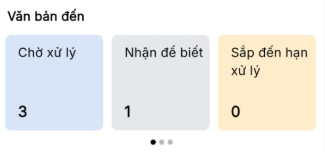 Văn bản đến
Chờ xử lý
Nhận để biết
Sắp đến hạn
xử lý
3
1
0